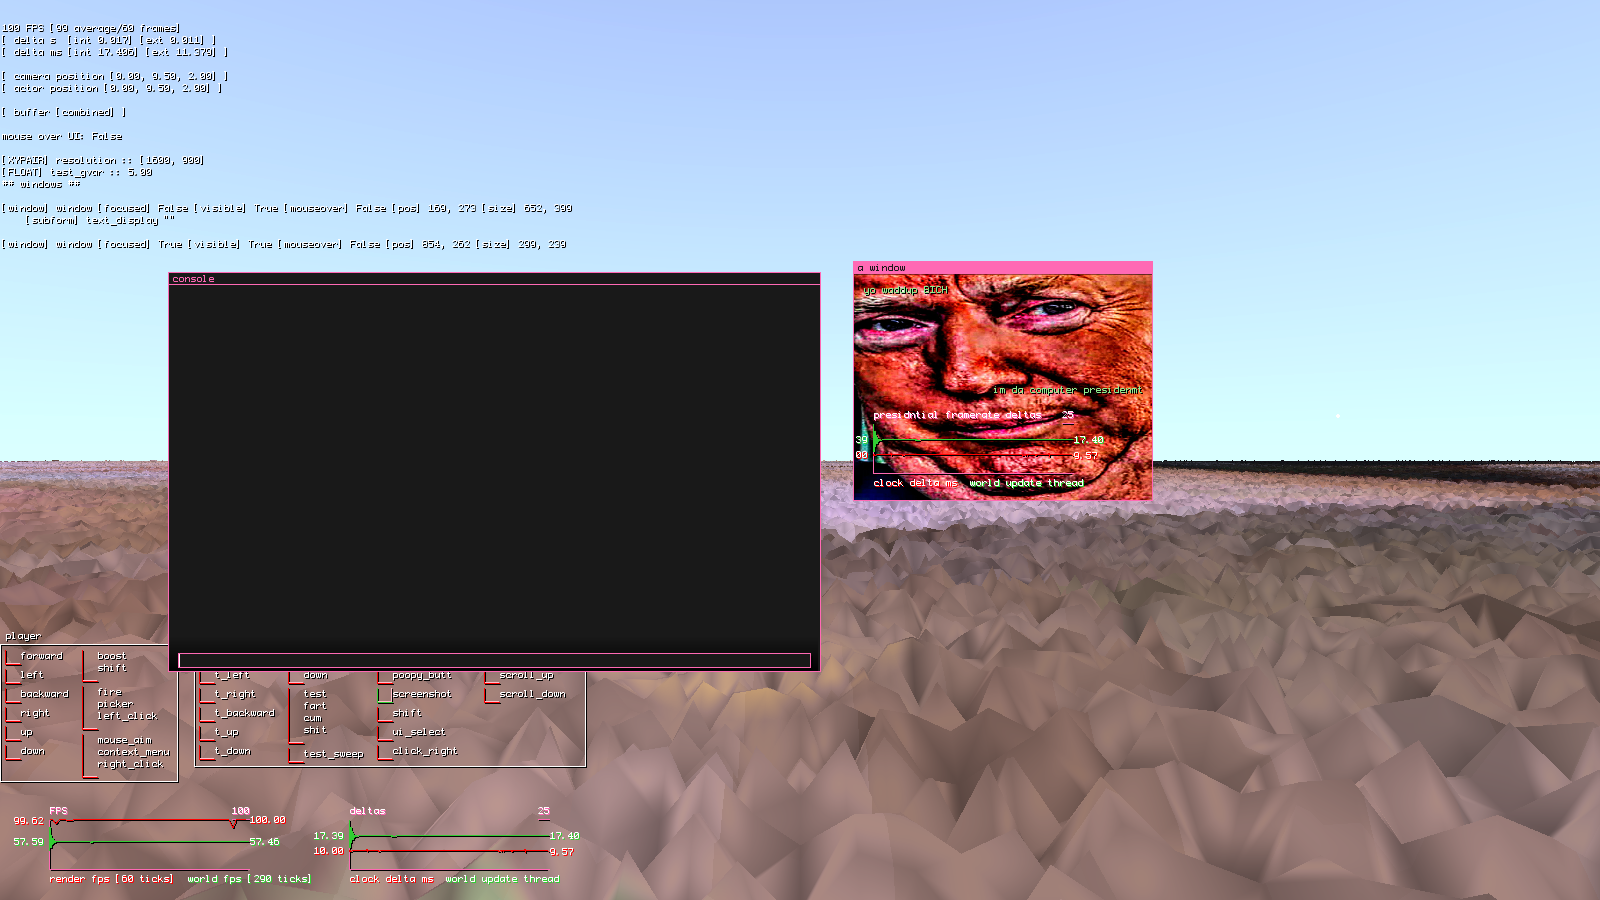 100 FPS [99 average/60 frames]
[ delta s  [int 0.017] [ext 0.011] ]
[ delta ms [int 17.406] [ext 11.379] ]
[ camera position [0.00, 9.50, 2.00] ]
[ actor position [0.00, 9.50, 2.00] ]
[ buffer [combined] ]
mouse over UI: False
[XYPAIR] resolution :: [1600, 900]
[FLOAT] test_gvar :: 5.00
## windows ##
[window] window [focused] False [visible] True [mouseover] False [pos] 169, 273 [size] 652, 399
[subform] text_display ""
[window] window [focused] True [visible] True [mouseover] False [pos] 854, 262 [size] 299, 239
console
a window
yo waddup BICH
im da computer presidenmt
presidntial framerate deltas 25
39 17.40
00 9.57
clock delta ms world update thread
player
forward
left
backward
right
up
down
boost
shift
fire
picker
left_click
mouse_aim
context_menu
right_click
t_left
t_right
t_backward
t_up
t_down
down
test
fart
cum
shit
test_sweep
poopy_butt
screenshot
shift
ui_select
click_right
scroll_up
scroll_down
FPS 100
99.62 100.00
57.59 57.46
render fps [60 ticks] world fps [290 ticks]
deltas 25
17.39 17.40
10.00 9.57
clock delta ms world update thread